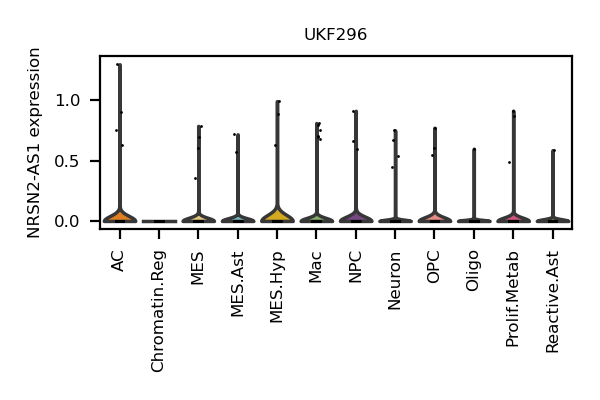 UKF296
NRSN2-AS1 expression
1.0
0.5
0.0
AC
Chromatin.Reg
MES
MES.Ast
MES.Hyp
Mac
NPC
Neuron
OPC
Oligo
Prolif.Metab
Reactive.Ast